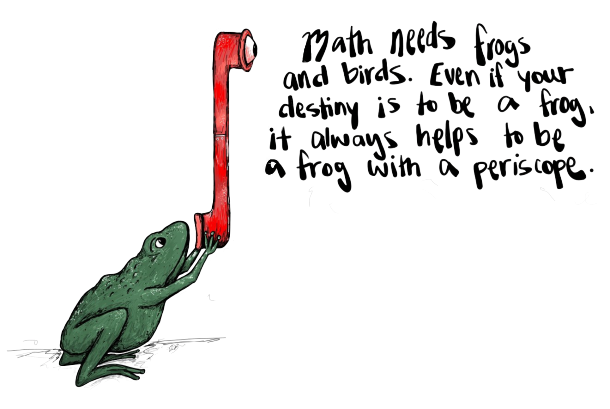 Math needs frogs
and birds. Even if your
destiny is to be a frog,
it always helps to be
a frog with a periscope.